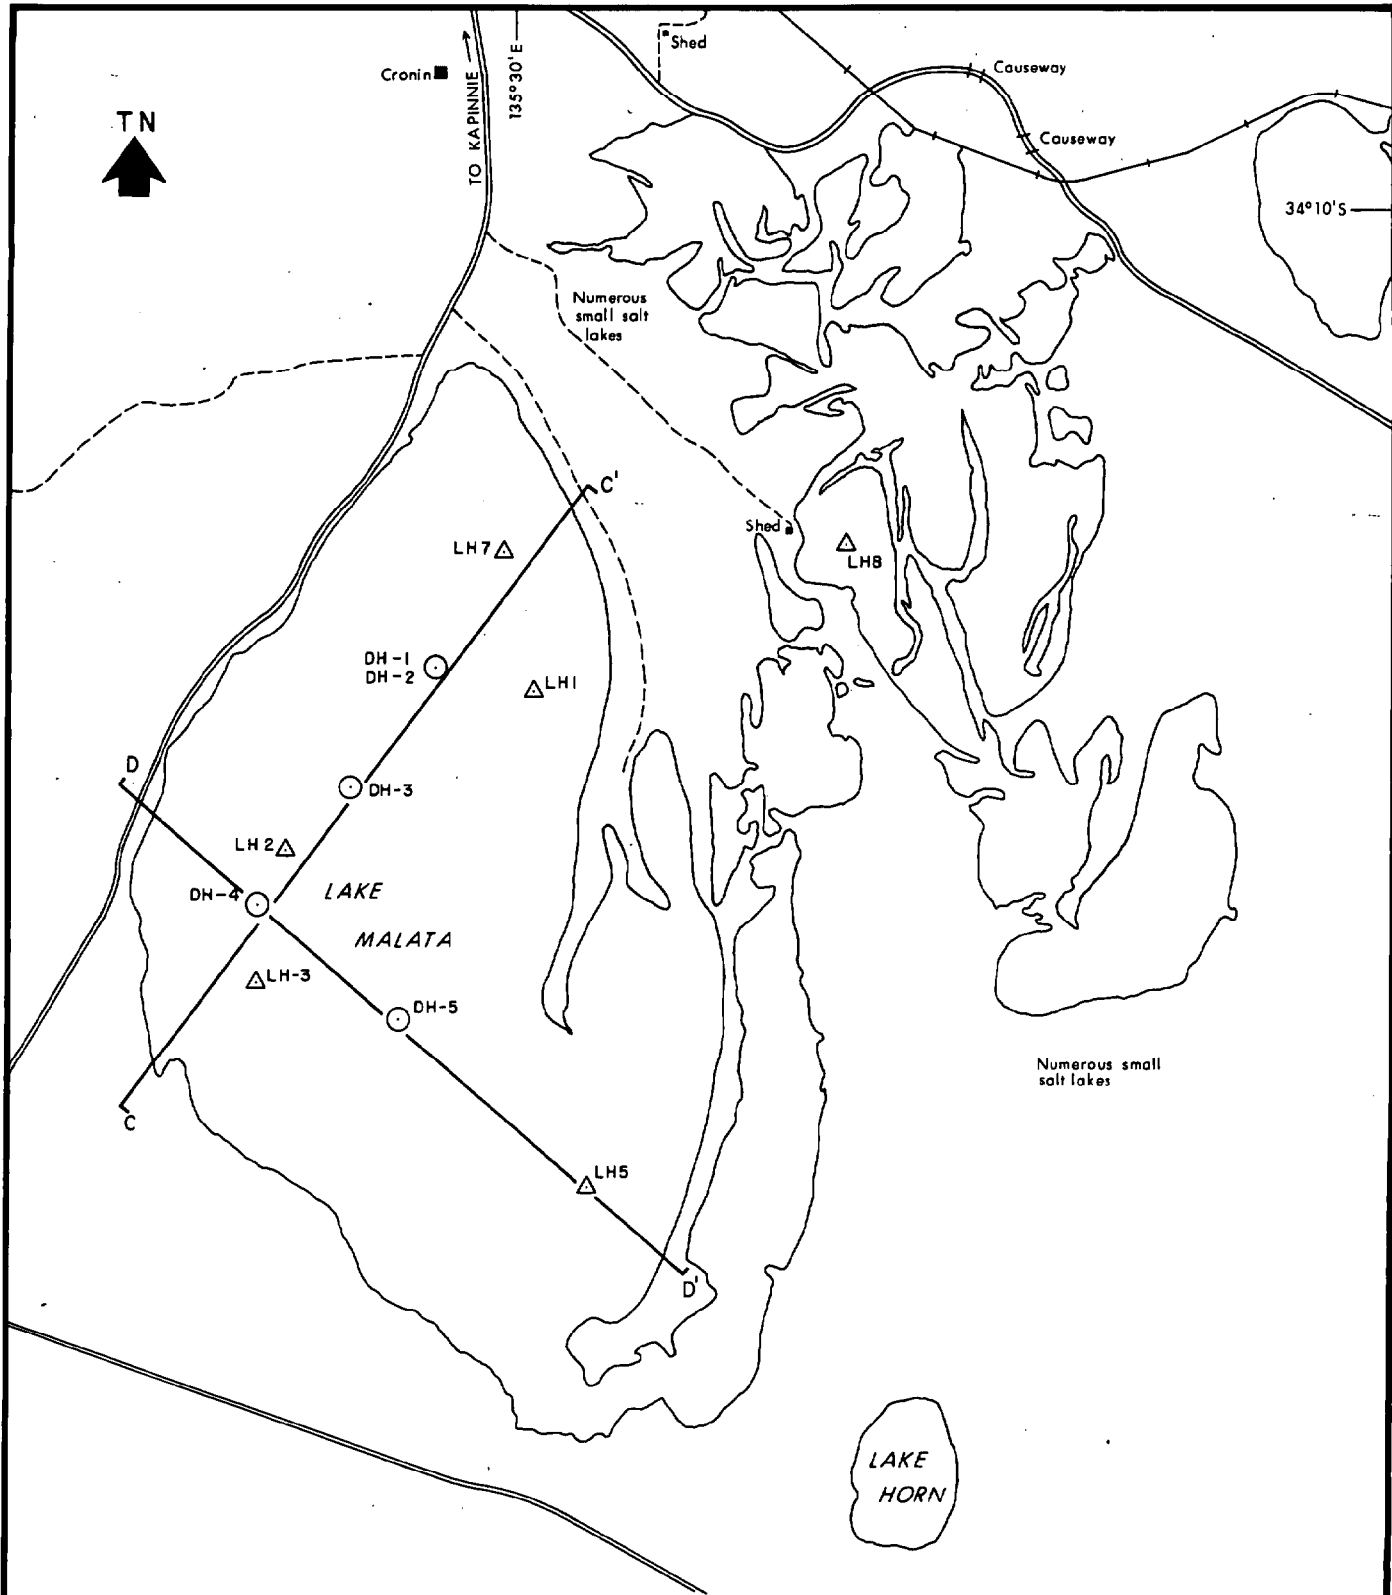 Shed
Cronin
TO KAPINNIE
135°30'E
Causeway
TN
Causeway
34°10'S
Numerous
small salt
lakes
C'
Shed
LH7
LH8
DH-1
DH-2
LH1
D
DH-3
LH2
DH-4
LAKE
MALATA
LH-3
DH-5
Numerous small
salt lakes
C
LH5
D'
LAKE
HORN